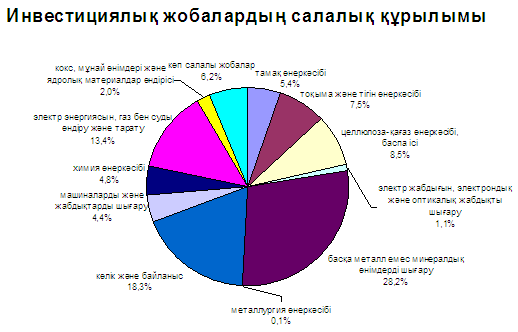 Инвестициялық жобалардың салалық құрылымы
көп салалы жобалар
6,2%
тамақ өнеркәсібі
5,4%
тоқыма және тігін өнеркәсібі
7,5%
целлюлоза-қағаз өнеркәсібі,
баспа ісі
8,5%
электр жабдығын, электрондық
және оптикалық жабдықты
шығару
1,1%
басқа металл емес минералдық
өнімдерді шығару
28,2%
металлургия өнеркәсібі
0,1%
көлік және байланыс
18,3%
машиналарды және
жабдықтарды шығару
4,4%
химия өнеркәсібі
4,8%
электр энергиясын, газ бен суды
өндіру және тарату
13,4%
кокс, мұнай өнімдері және
ядролық материалдар өндірісі
2,0%